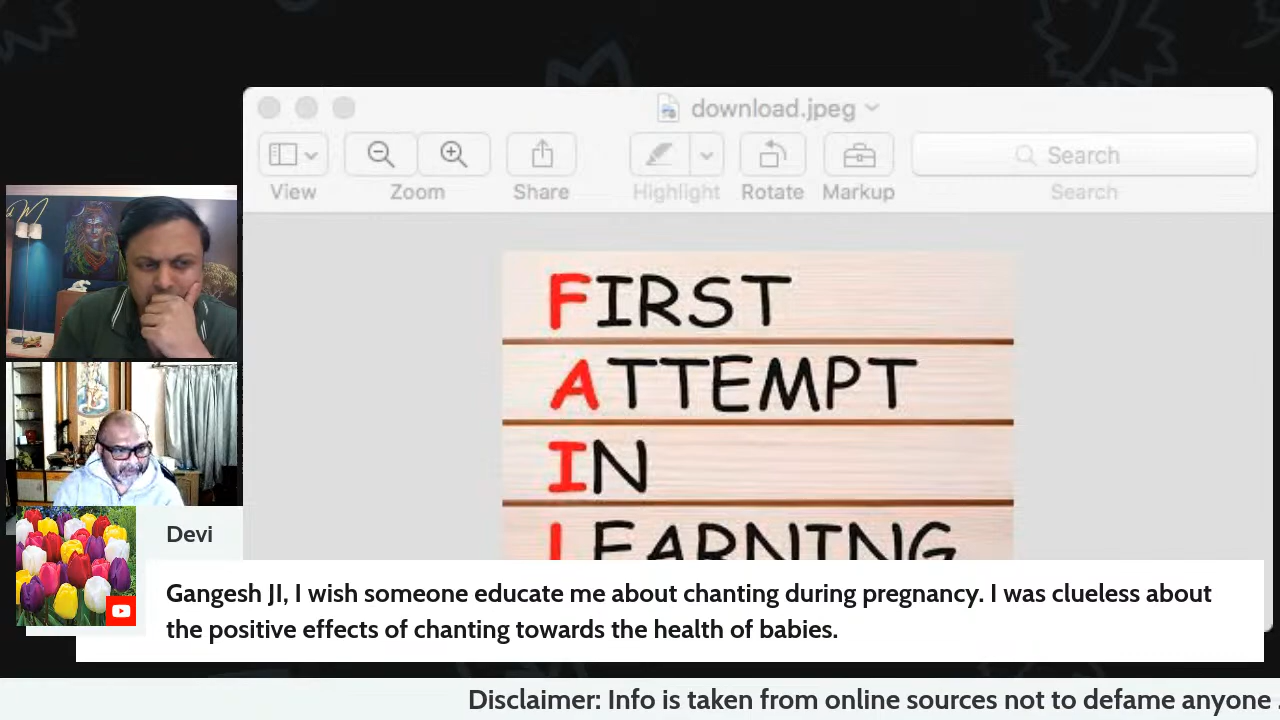 download.jpeg
Search
View
Zoom
Share
Highlight
Rotate
Markup
Search
FIRST
ATTEMPT
IN
LEARNING
Devi
Gangesh JI, I wish someone educate me about chanting during pregnancy. I was clueless about
the positive effects of chanting towards the health of babies.
Disclaimer: Info is taken from online sources not to defame anyone